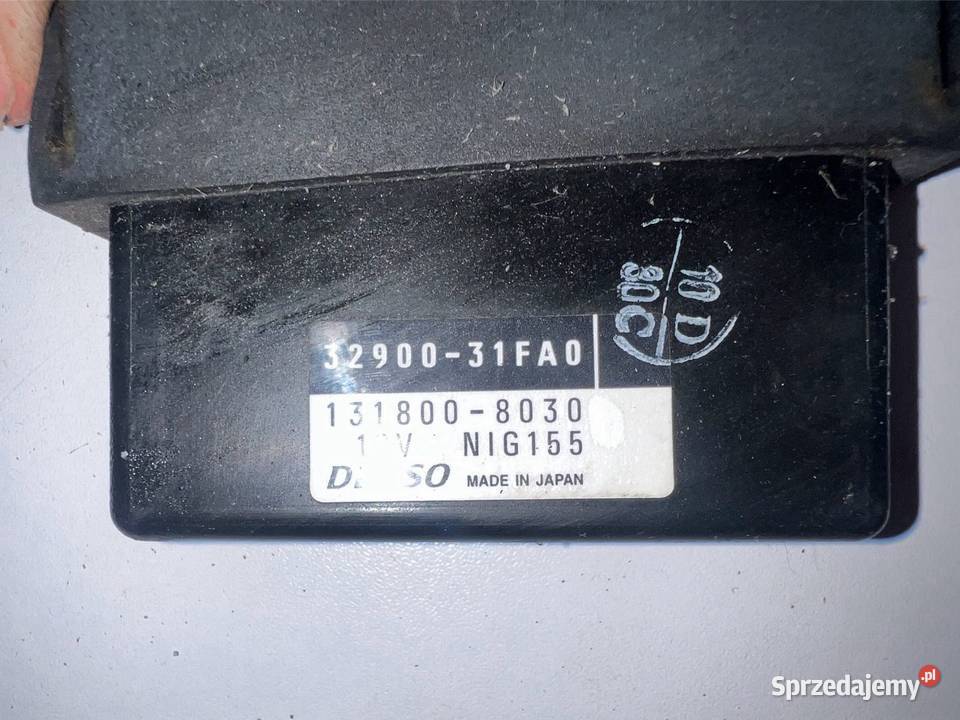 10 D
80C
32900-31FA0
131800-8030
NIG155
MADE IN JAPAN
Sprzedajemy.pl